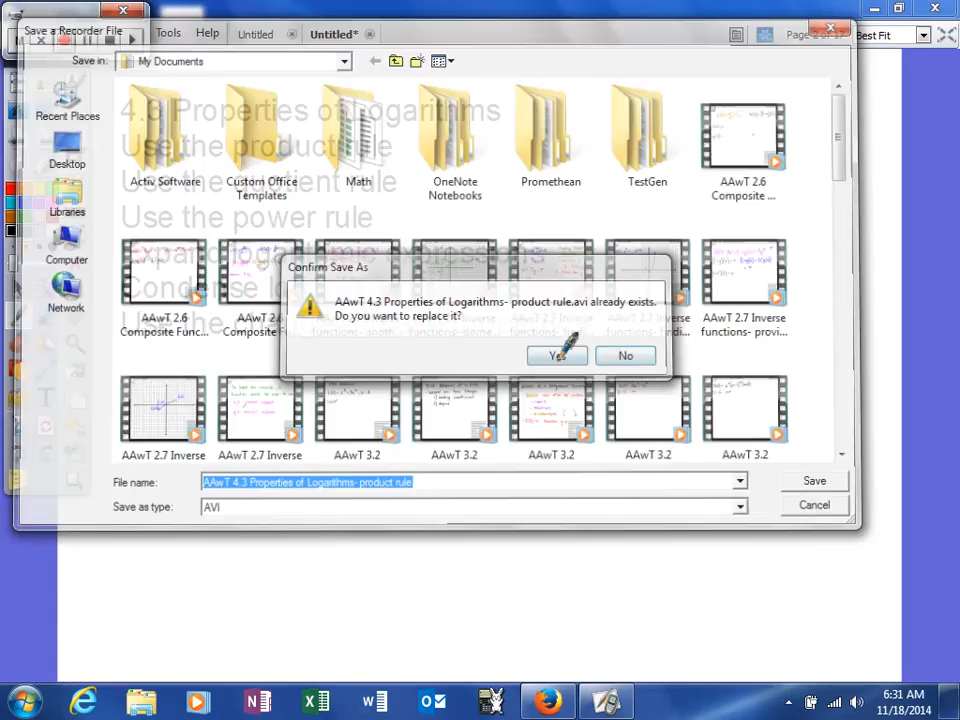 Save a Recorder File
Tools Help Untitled Untitled*
Best Fit
Save in: My Documents
4.3 Properties of Logarithms
Use the product rule
Use the quotient rule
Use the power rule
Expand logarithmic expressions
Recent Places
Desktop
Libraries
Computer
Network
Activ Software
Custom Office Templates
Math
OneNote Notebooks
Promethean
TestGen
AAwT 2.6 Composite ...
AAwT 2.6 Composite Func...
AAwT 2.7 Inverse functions- provi...
Confirm Save As
AAwT 4.3 Properties of Logarithms- product rule.avi already exists.
Do you want to replace it?
No
AAwT 2.7 Inverse
AAwT 2.7 Inverse
AAwT 3.2
AAwT 3.2
AAwT 3.2
AAwT 3.2
AAwT 3.2
File name: AAwT 4.3 Properties of Logarithms- product rule
Save
Save as type: AVI
Cancel
6:31 AM
11/18/2014